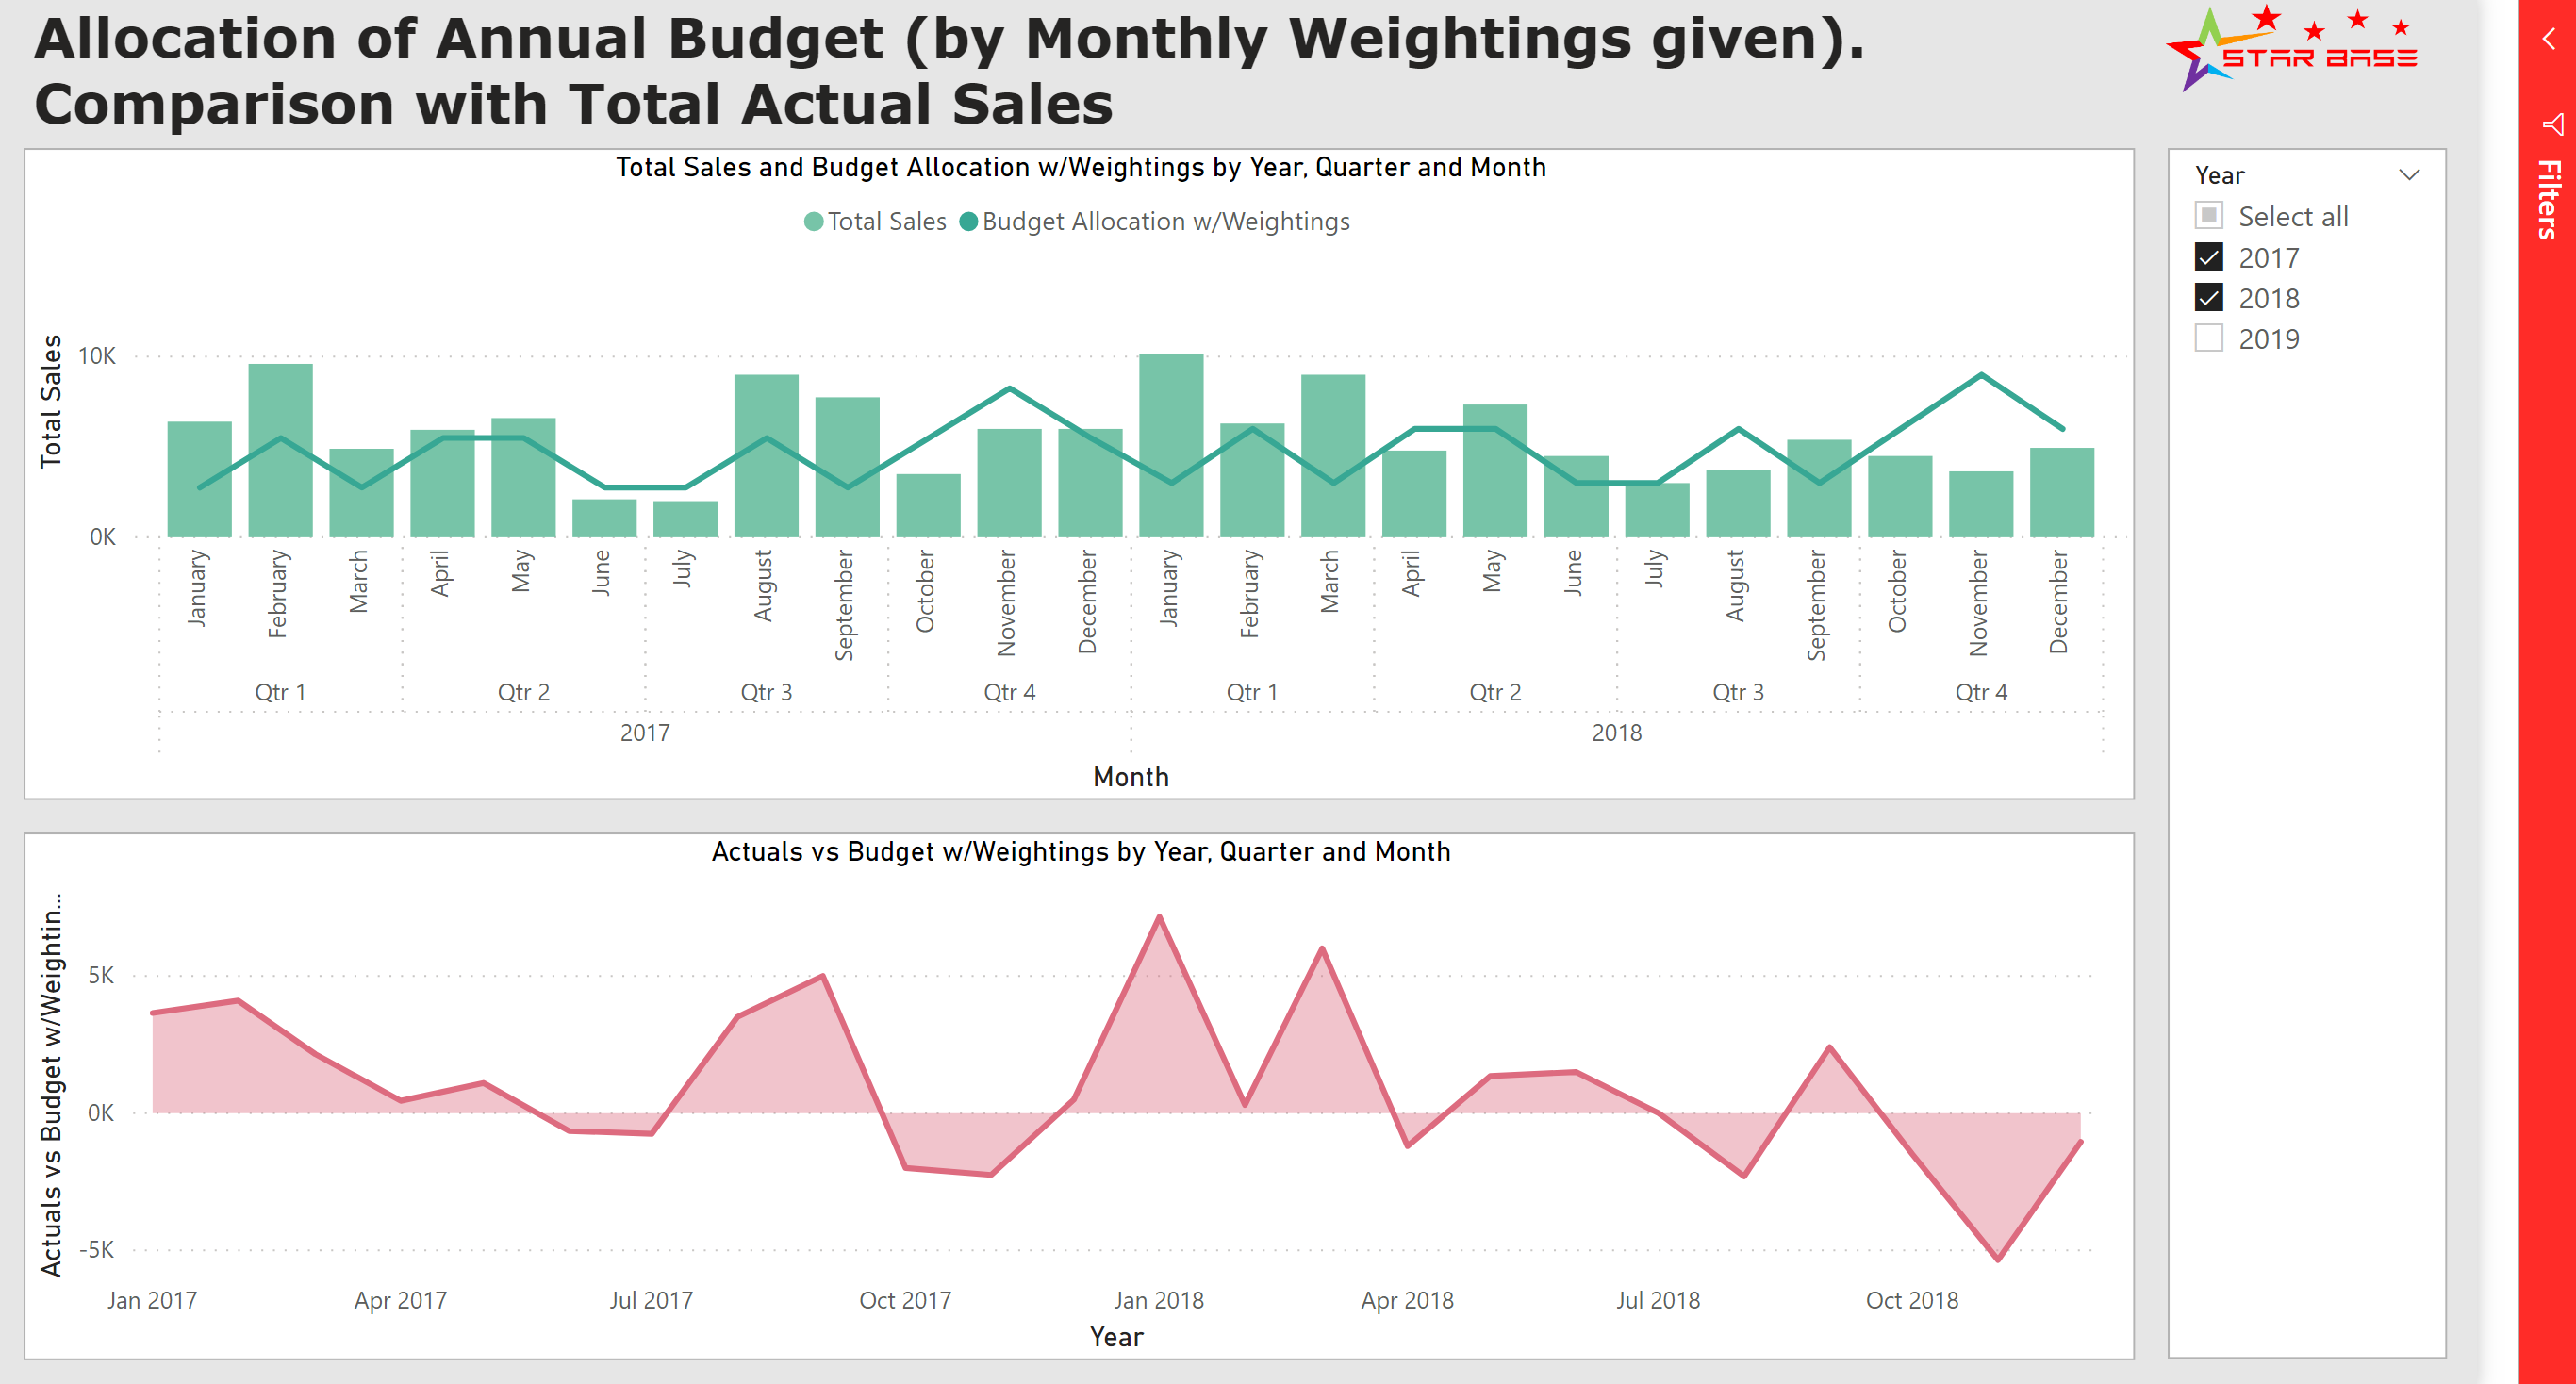 Allocation of Annual Budget (by Monthly Weightings given).
Comparison with Total Actual Sales
STAR BASE
Filters
Total Sales and Budget Allocation w/Weightings by Year, Quarter and Month
Total Sales Budget Allocation w/Weightings
Total Sales
10K
0K
January February March April May June July August September October November December January February March April May June July August September October November December
Qtr 1 Qtr 2 Qtr 3 Qtr 4 Qtr 1 Qtr 2 Qtr 3 Qtr 4
2017 2018
Month
Year
Select all
2017
2018
2019
Actuals vs Budget w/Weightings by Year, Quarter and Month
Actuals vs Budget w/Weightin...
5K
0K
-5K
Jan 2017 Apr 2017 Jul 2017 Oct 2017 Jan 2018 Apr 2018 Jul 2018 Oct 2018
Year